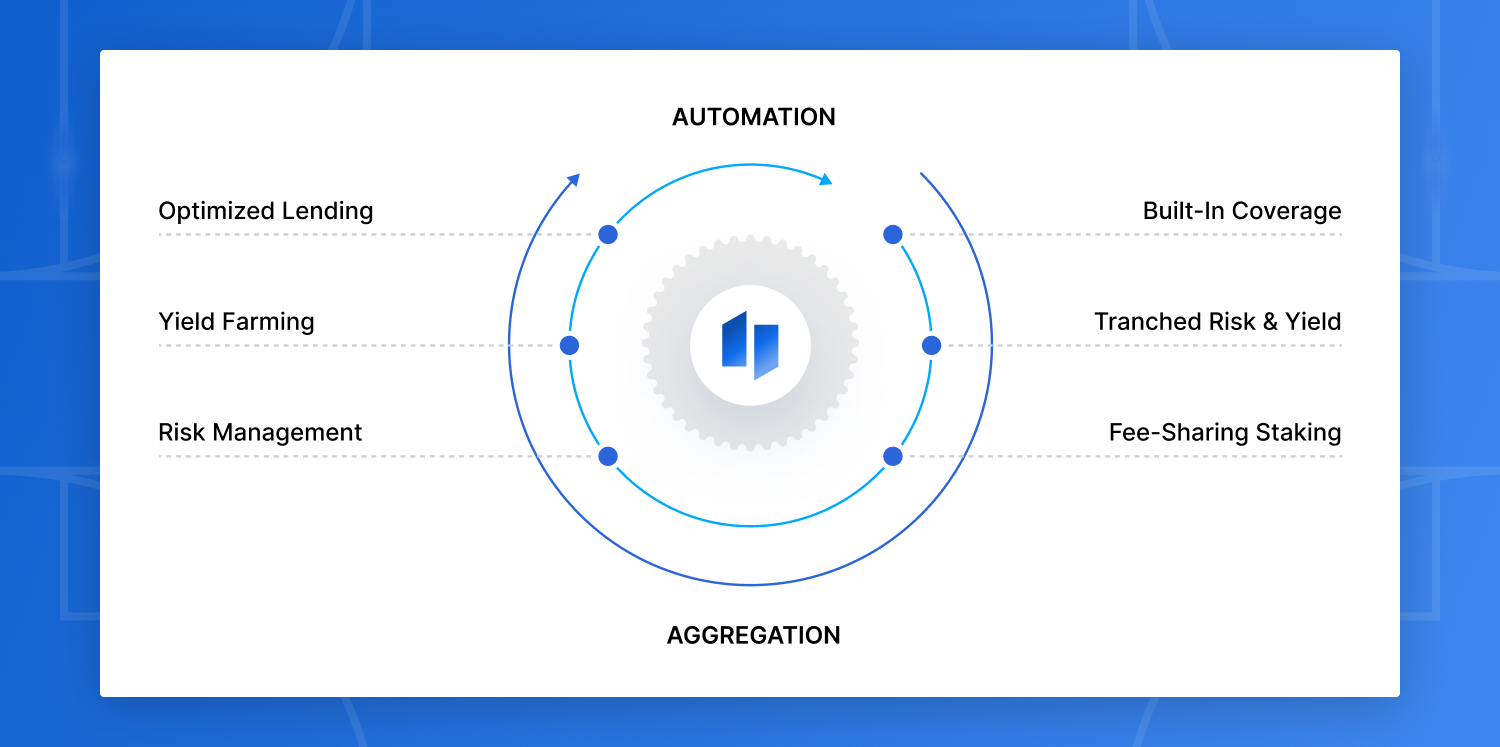 AUTOMATION
Optimized Lending
Built-In Coverage
Yield Farming
Tranched Risk & Yield
Risk Management
Fee-Sharing Staking
AGGREGATION